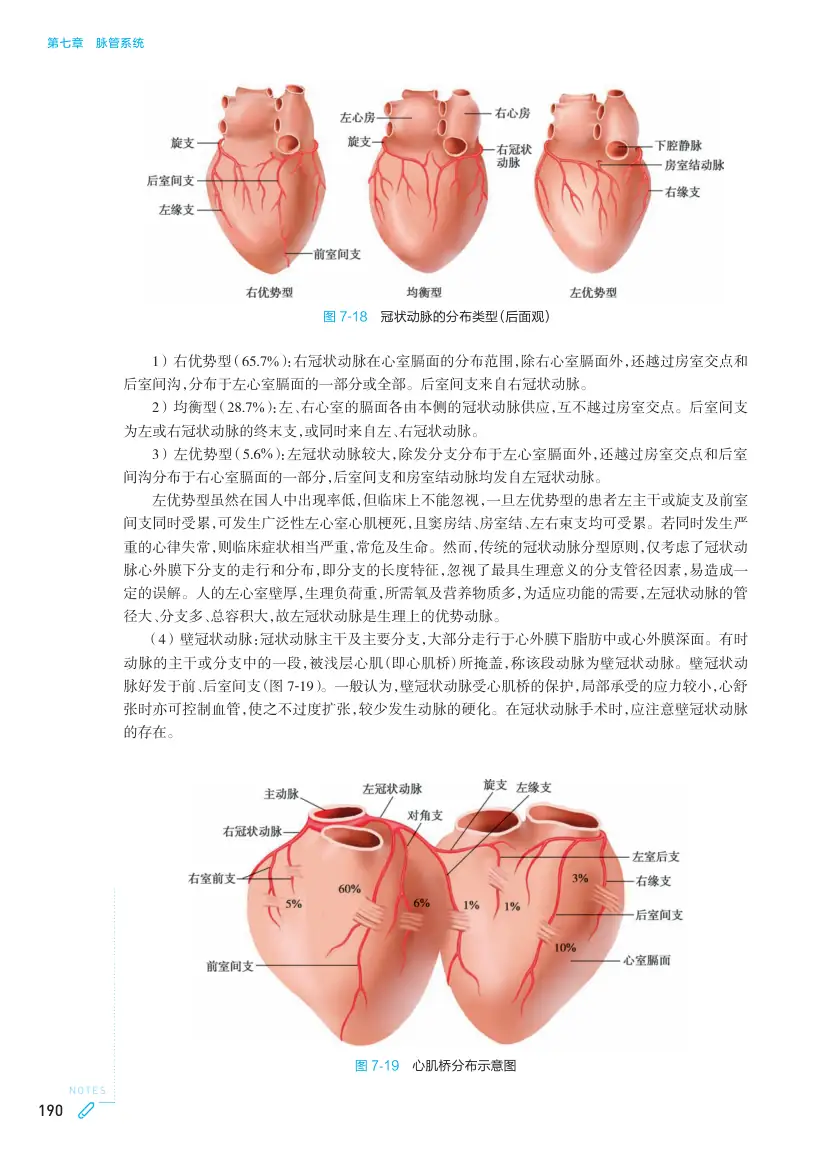 第七章　脉管系统
左心房
右心房
旋支
旋支
右冠状
动脉
下腔静脉
房室结动脉
后室间支
右缘支
左缘支
前室间支
右优势型
均衡型
左优势型
图 7-18　冠状动脉的分布类型（后面观）
1）右优势型（65.7%）：右冠状动脉在心室膈面的分布范围，除右心室膈面外，还越过房室交点和
后室间沟，分布于左心室膈面的一部分或全部。后室间支来自右冠状动脉。
2）均衡型（28.7%）：左、右心室的膈面各由本侧的冠状动脉供应，互不越过房室交点。后室间支
为左或右冠状动脉的终末支，或同时来自左、右冠状动脉。
3）左优势型（5.6%）：左冠状动脉较大，除发分支分布于左心室膈面外，还越过房室交点和后室
间沟分布于右心室膈面的一部分，后室间支和房室结动脉均发自左冠状动脉。
左优势型虽然在国人中出现率低，但临床上不能忽视，一旦左优势型的患者左主干或旋支及前室
间支同时受累，可发生广泛性左心室心肌梗死，且窦房结、房室结、左右束支均可受累。若同时发生严
重的心律失常，则临床症状相当严重，常危及生命。然而，传统的冠状动脉分型原则，仅考虑了冠状动
脉心外膜下分支的走行和分布，即分支的长度特征，忽视了最具生理意义的分支管径因素，易造成一
定的误解。人的左心室壁厚，生理负荷重，所需氧及营养物质多，为适应功能的需要，左冠状动脉的管
径大、分支多、总容积大，故左冠状动脉是生理上的优势动脉。
（4）壁冠状动脉：冠状动脉主干及主要分支，大部分走行于心外膜下脂肪中或心外膜深面。有时
动脉的主干或分支中的一段，被浅层心肌（即心肌桥）所掩盖，称该段动脉为壁冠状动脉。壁冠状动
脉好发于前、后室间支（图 7-19）。一般认为，壁冠状动脉受心肌桥的保护，局部承受的应力较小，心舒
张时亦可控制血管，使之不过度扩张，较少发生动脉的硬化。在冠状动脉手术时，应注意壁冠状动脉
的存在。
主动脉
左冠状动脉
旋支
左缘支
对角支
右冠状动脉
左室后支
右室前支
右缘支
5%
60%
6%
1%
1%
3%
后室间支
10%
前室间支
心室膈面
图 7-19　心肌桥分布示意图
NOTES
190